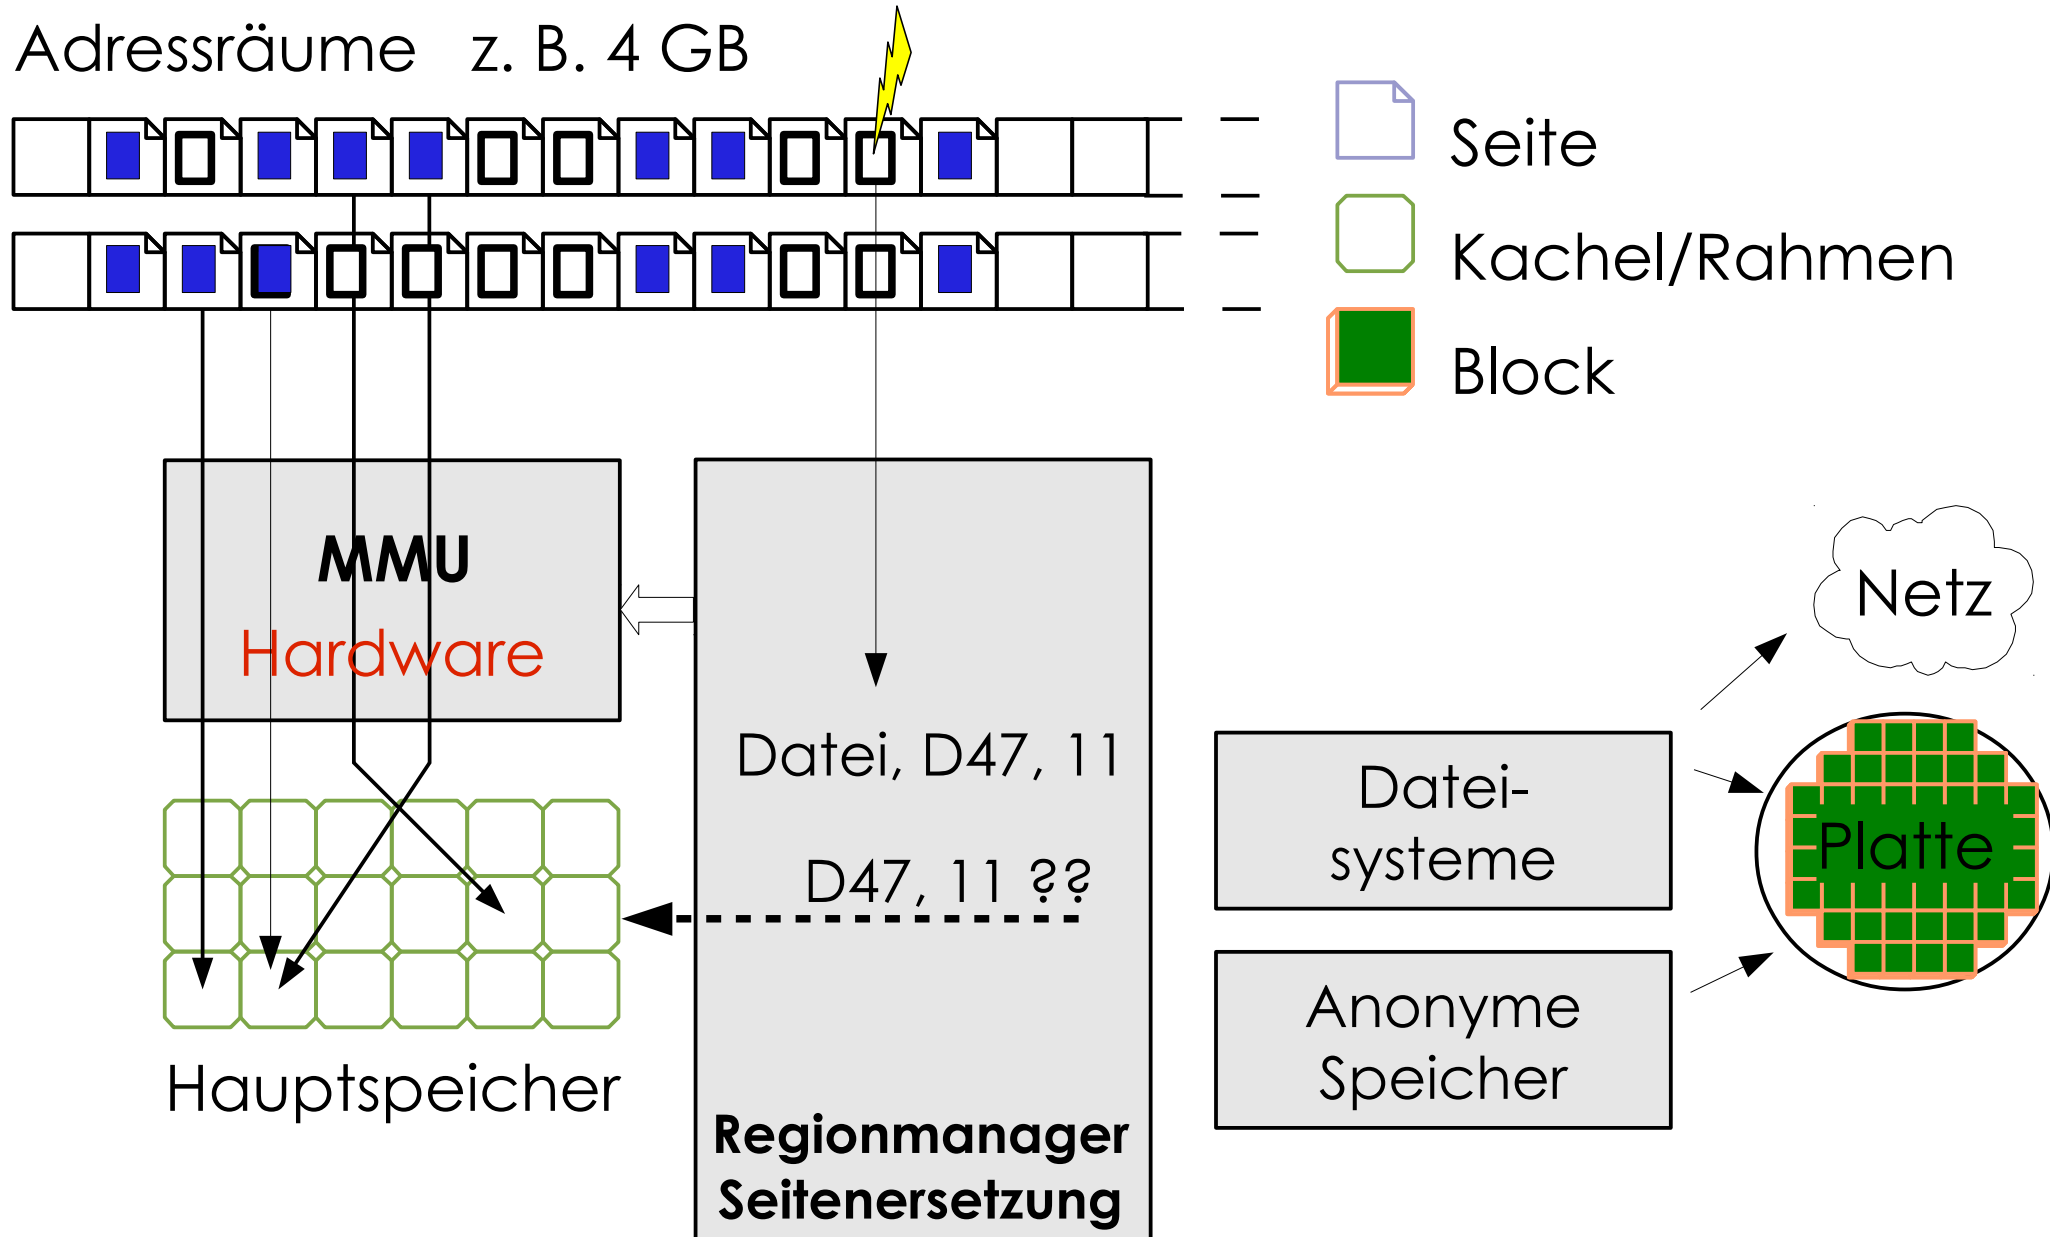 Adressräume z. B. 4 GB
Seite
Kachel/Rahmen
Block
MMU
Hardware
Netz
Datei, D47, 11
D47, 11 ??
Datei-
systeme
Platte
Anonyme
Speicher
Hauptspeicher
Regionmanager
Seitenersetzung